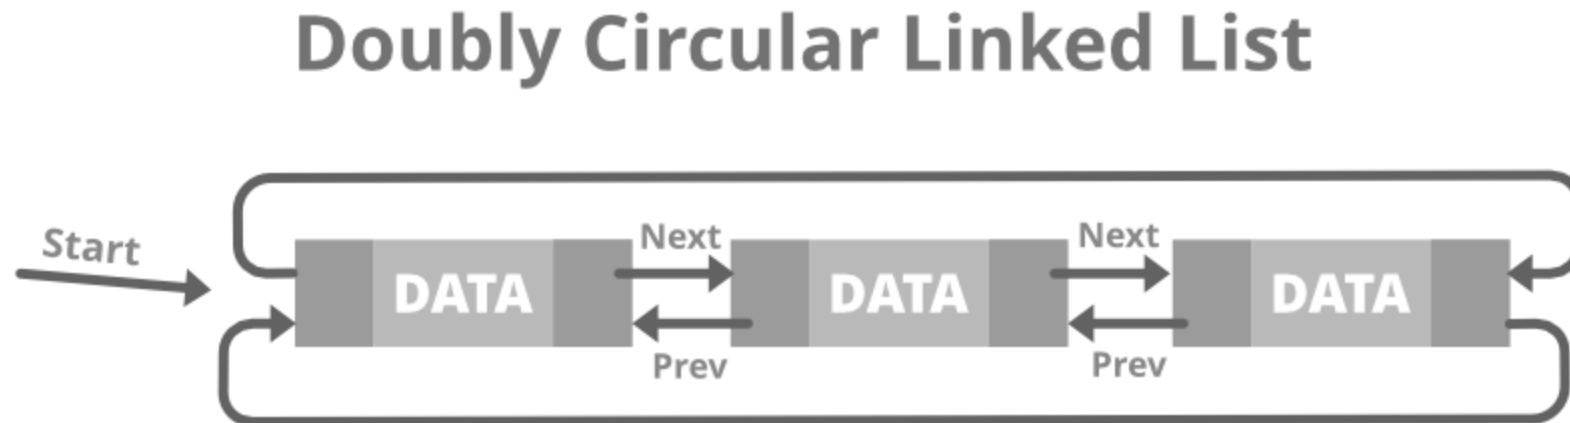 Doubly Circular Linked List
Start
Next
Next
DATA
DATA
DATA
Prev
Prev